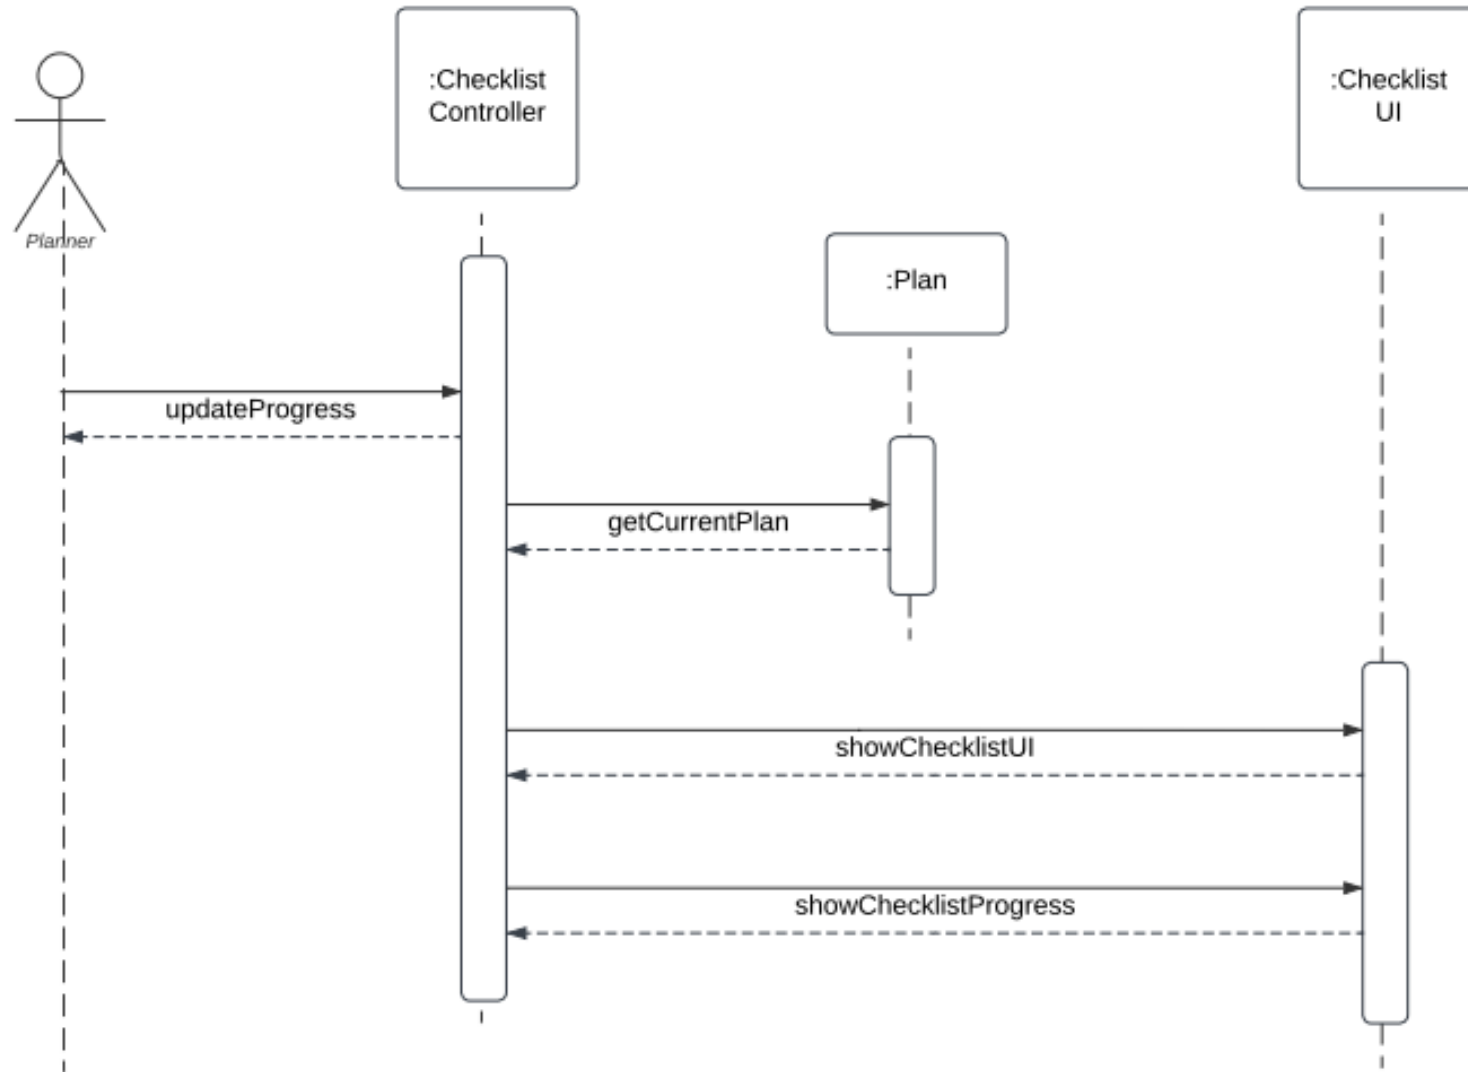 :Checklist
Controller
:Checklist
UI
Planner
:Plan
updateProgress
getCurrentPlan
showChecklistUI
showChecklistProgress